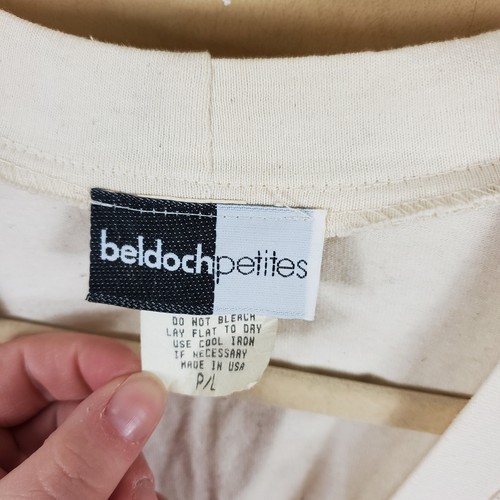 beldochpetites
DO NOT BLEACH
LAY FLAT TO DRY
USE COOL IRON
IF NECESSARY
MADE IN USA
P/L